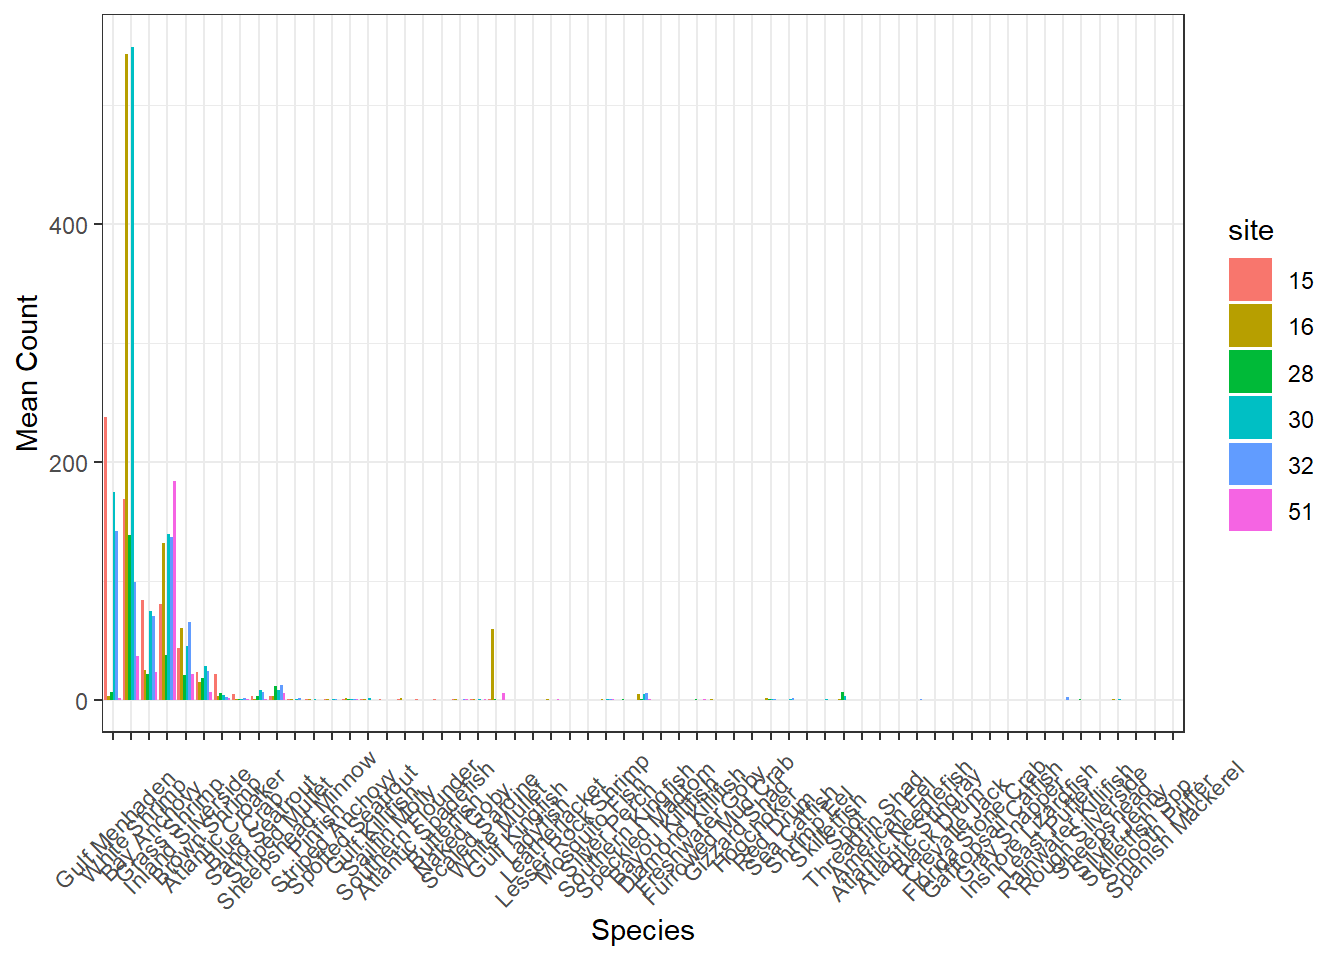 Mean Count
400
200
0
Gulf Menhaden
White Shrimp
Bay Anchovy
Grass Shrimp
Inland Silverside
Brown Shrimp
Atlantic Croaker
Blue Crab
Sand Seatrout
Striped Mullet
Sheepshead Minnow
Pinfish
Striped Anchovy
Spotted Seatrout
Gulf Killifish
Sailfin Molly
Southern Flounder
Atlantic Spadefish
Naked Goby
Scaled Sardine
White Mullet
Gulf Kingfish
Ladyfish
Leatherjacket
Lesser Rock Shrimp
Silver Perch
Southern Kingfish
Speckled Madtom
Bayou Killifish
Diamond Killifish
Freshwater Goby
Furrowed Mud Crab
Gizzard Shad
Hogchoker
Red Drum
Sea Catfish
Shrimp Eel
Skilletfish
Spot
Threadfin Shad
American Eel
Atlantic Needlefish
Atlantic Stingray
Black Drum
Crevalle Jack
Florida Stone Crab
Gafftopsail Catfish
Gray Snapper
Inshore Lizardfish
Least Puffer
Rainwater Killifish
Rough Silverside
Sheepshead
Silver Jenny
Skilletfish
Smooth Puffer
Spanish Mackerel
Species
site
15
16
28
30
32
51